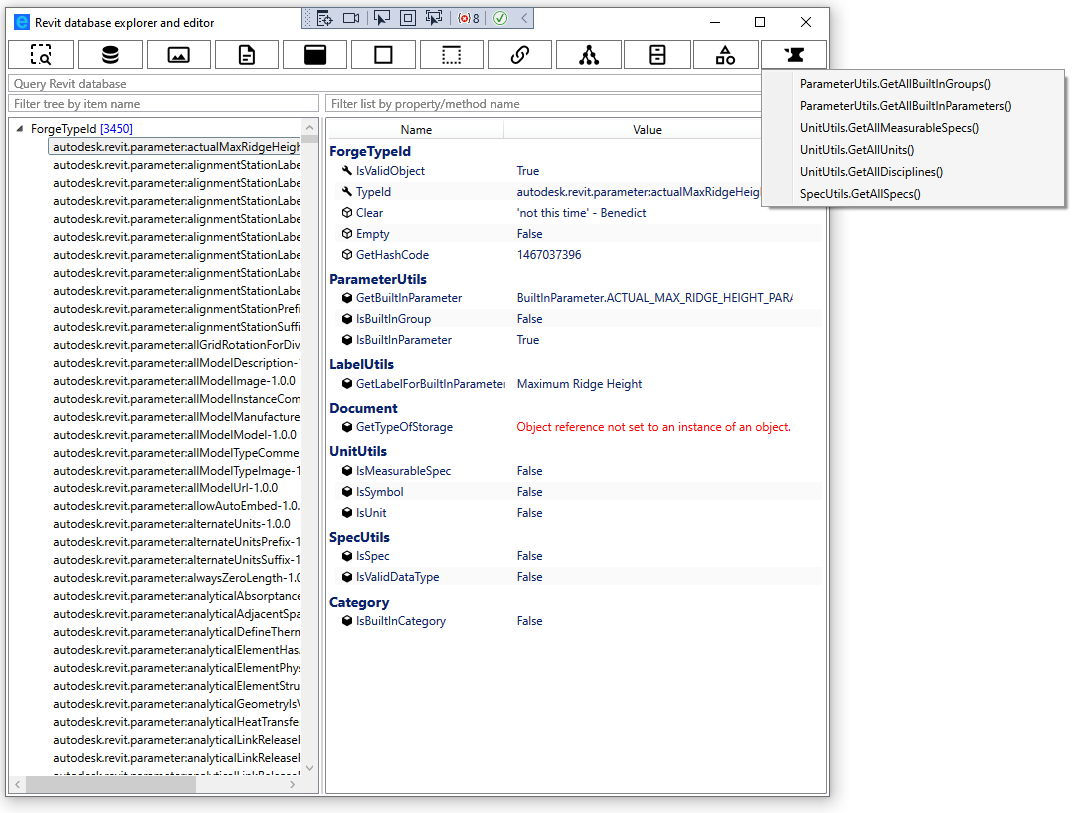 Revit database explorer and editor
8
Query Revit database
Filter tree by item name
Filter list by property/method name
ParameterUtils.GetAllBuiltInGroups()
ParameterUtils.GetAllBuiltInParameters()
UnitUtils.GetAllMeasurableSpecs()
UnitUtils.GetAllUnits()
UnitUtils.GetAllDisciplines()
SpecUtils.GetAllSpecs()
ForgeTypeId [3450]
autodesk.revit.parameter:actualMaxRidgeHeigh
autodesk.revit.parameter:alignmentStationLabe
autodesk.revit.parameter:alignmentStationLabe
autodesk.revit.parameter:alignmentStationLabe
autodesk.revit.parameter:alignmentStationLabe
autodesk.revit.parameter:alignmentStationLabe
autodesk.revit.parameter:alignmentStationLabe
autodesk.revit.parameter:alignmentStationLabe
autodesk.revit.parameter:alignmentStationLabe
autodesk.revit.parameter:alignmentStationPrefi
autodesk.revit.parameter:alignmentStationSuffi
autodesk.revit.parameter:allGridRotationForDiv
autodesk.revit.parameter:allModelDescription-
autodesk.revit.parameter:allModelImage-1.0.0
autodesk.revit.parameter:allModelInstanceCom
autodesk.revit.parameter:allModelManufacture
autodesk.revit.parameter:allModelModel-1.0.0
autodesk.revit.parameter:allModelTypeComme
autodesk.revit.parameter:allModelTypeImage-1
autodesk.revit.parameter:allModelUrl-1.0.0
autodesk.revit.parameter:allowAutoEmbed-1.0.
autodesk.revit.parameter:alternateUnits-1.0.0
autodesk.revit.parameter:alternateUnitsPrefix-1
autodesk.revit.parameter:alternateUnitsSuffix-1
autodesk.revit.parameter:alwaysZeroLength-1.0
autodesk.revit.parameter:analyticalAbsorptance
autodesk.revit.parameter:analyticalAdjacentSpa
autodesk.revit.parameter:analyticalDefineTherm
autodesk.revit.parameter:analyticalElementHas
autodesk.revit.parameter:analyticalElementPhy
autodesk.revit.parameter:analyticalElementStru
autodesk.revit.parameter:analyticalGeometryIsV
autodesk.revit.parameter:analyticalHeatTransfe
autodesk.revit.parameter:analyticalLinkRelease
autodesk.revit.parameter:analyticalLinkRelease
autodesk.revit.parameter:analyticalLinkRelease
Name Value
ForgeTypeId
IsValidObject True
TypeId autodesk.revit.parameter:actualMaxRidgeHeig
Clear 'not this time' - Benedict
Empty False
GetHashCode 1467037396
ParameterUtils
GetBuiltInParameter BuiltInParameter.ACTUAL_MAX_RIDGE_HEIGHT_PARA
IsBuiltInGroup False
IsBuiltInParameter True
LabelUtils
GetLabelForBuiltInParameter Maximum Ridge Height
Document
GetTypeOfStorage Object reference not set to an instance of an object.
UnitUtils
IsMeasurableSpec False
IsSymbol False
IsUnit False
SpecUtils
IsSpec False
IsValidDataType False
Category
IsBuiltInCategory False